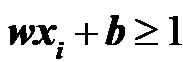 wx_i + b ≥ 1